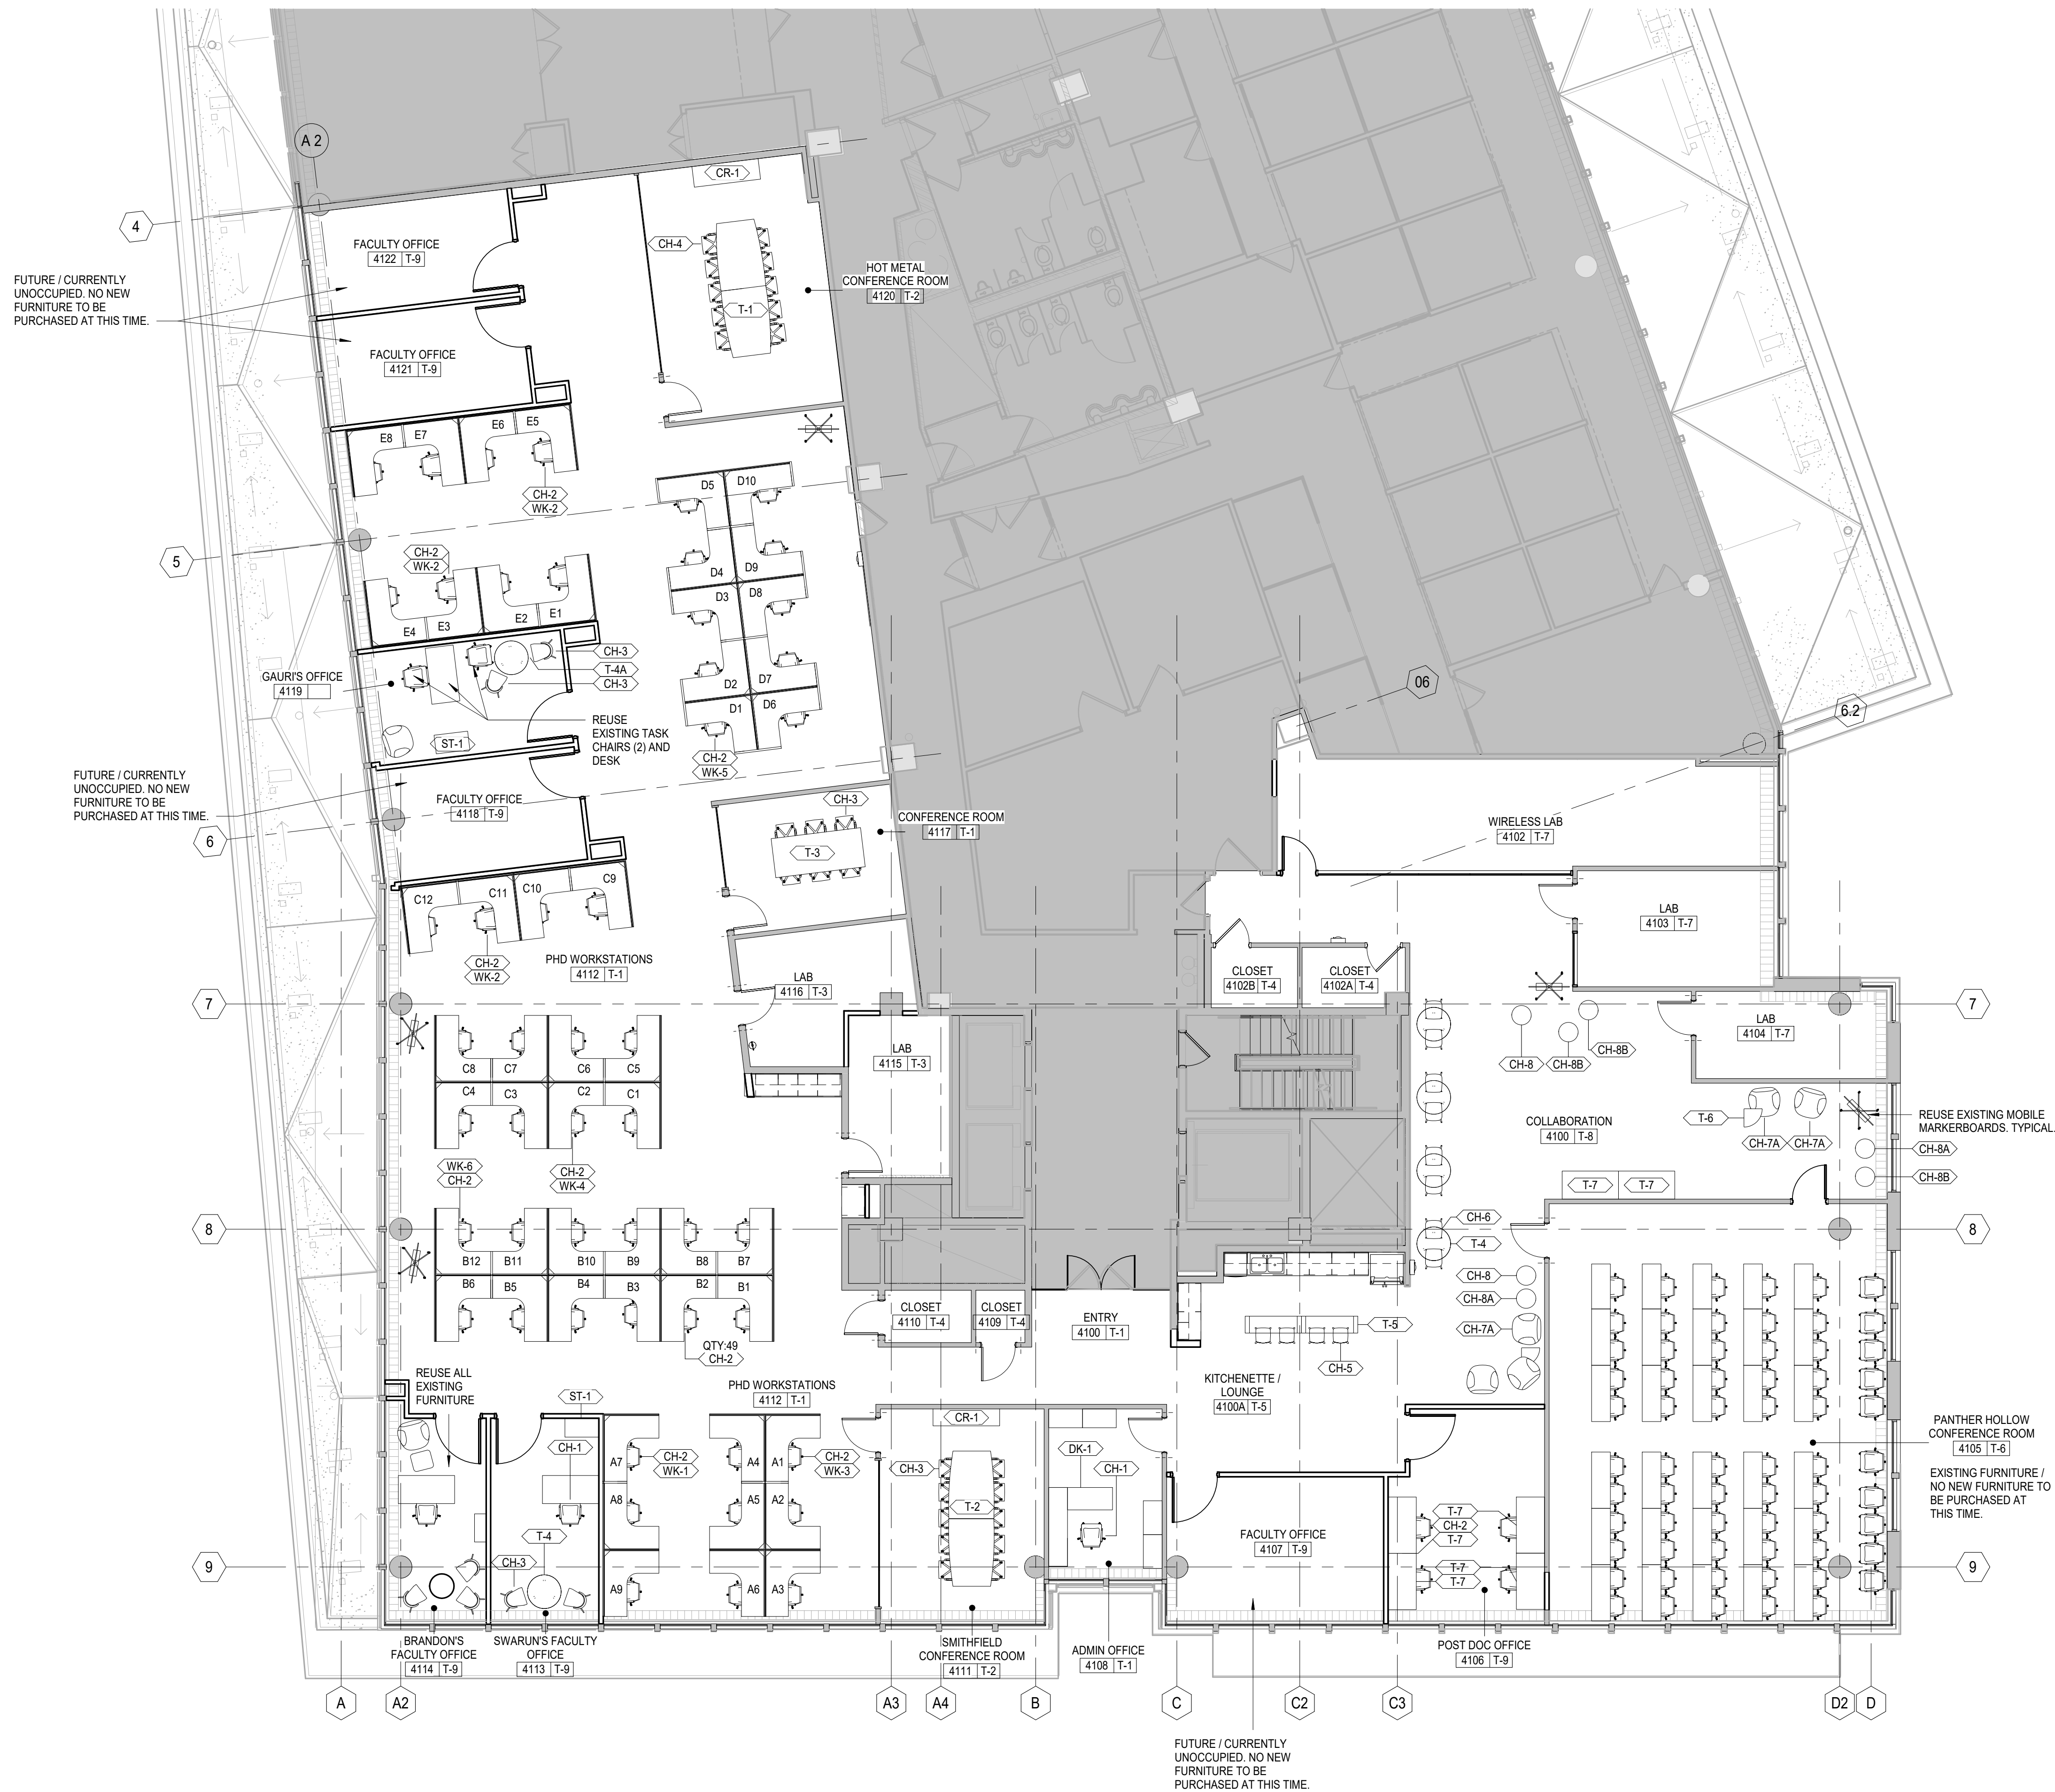 A 2
CR-1
4
CH-4
FACULTY OFFICE
4122 T-9
HOT METAL
CONFERENCE ROOM
4120 T-2
FUTURE / CURRENTLY
UNOCCUPIED. NO NEW
FURNITURE TO BE
PURCHASED AT THIS TIME.
T-1
FACULTY OFFICE
4121 T-9
E8 E7 E6 E5
D5 D10
CH-2
WK-2
5
CH-2
WK-2
D4 D9
D3 D8
E4 E3 E2 E1
CH-3
T-4A
CH-3
GAURI'S OFFICE
4119
D2 D7
D1 D6
06
6.2
REUSE
EXISTING TASK
CHAIRS (2) AND
DESK
ST-1
CH-2
WK-5
FUTURE / CURRENTLY
UNOCCUPIED. NO NEW
FURNITURE TO BE
PURCHASED AT THIS TIME.
FACULTY OFFICE
4118 T-9
CH-3
CONFERENCE ROOM
4117 T-1
T-3
6
WIRELESS LAB
4102 T-7
C12 C11 C10 C9
LAB
4103 T-7
CH-2
WK-2
PHD WORKSTATIONS
4112 T-1
LAB
4116 T-3
CLOSET
4102B T-4
CLOSET
4102A T-4
7
7
LAB
4104 T-7
LAB
4115 T-3
CH-8 CH-8B
CH-8B
C8 C7 C6 C5
C4 C3 C2 C1
T-6
CH-7A CH-7A
REUSE EXISTING MOBILE
MARKERBOARDS. TYPICAL.
COLLABORATION
4100 T-8
CH-8A
CH-8B
WK-6
CH-2
CH-2
WK-4
T-7 T-7
8
CH-6
T-4
8
B12 B11 B10 B9 B8 B7
B6 B5 B4 B3 B2 B1
CH-8
CH-8A
CH-7A
CLOSET
4110 T-4
CLOSET
4109 T-4
ENTRY
4100 T-1
T-5
CH-5
QTY:49
CH-2
REUSE ALL
EXISTING
FURNITURE
ST-1
PHD WORKSTATIONS
4112 T-1
KITCHENETTE /
LOUNGE
4100A T-5
CR-1
PANTHER HOLLOW
CONFERENCE ROOM
4105 T-6
CH-1
A7 CH-2
WK-1
A4 A1 CH-2
WK-3
CH-3
DK-1
CH-1
EXISTING FURNITURE /
NO NEW FURNITURE TO
BE PURCHASED AT
THIS TIME.
A8 A5 A2
T-2
T-4
FACULTY OFFICE
4107 T-9
T-7
CH-2
T-7
9
CH-3
A9 A6 A3
T-7
T-7
9
BRANDON'S
FACULTY OFFICE
4114 T-9
SWARUN'S FACULTY
OFFICE
4113 T-9
SMITHFIELD
CONFERENCE ROOM
4111 T-2
ADMIN OFFICE
4108 T-1
POST DOC OFFICE
4106 T-9
A A2 A3 A4 B C C2 C3 D2 D
FUTURE / CURRENTLY
UNOCCUPIED. NO NEW
FURNITURE TO BE
PURCHASED AT THIS TIME.